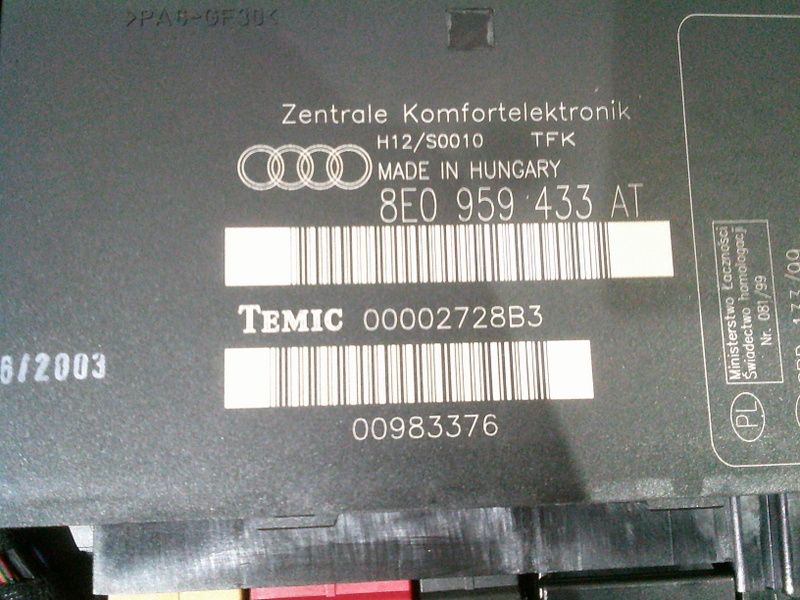 >PA6-GF30<
Zentrale Komfortelektronik
H12/S0010 TFK
MADE IN HUNGARY
8E0 959 433 AT
TEMIC 00002728B3
00983376
6/2003
Ministerstwo Łaczności
Świadectwo homologacji
Nr. 081/99
PL